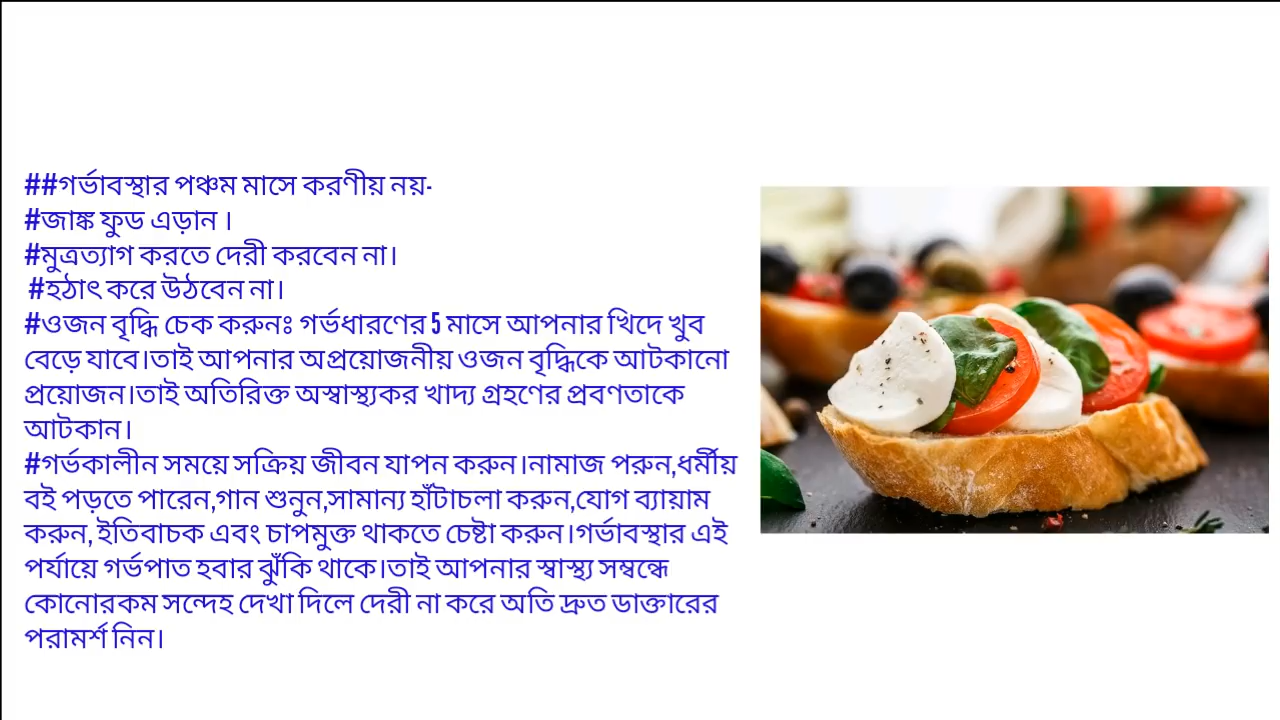 ##গর্ভাবস্থার পঞ্চম মাসে করণীয় নয়-
#জাঙ্ক ফুড এড়ান ।
#মুত্রত্যাগ করতে দেরী করবেন না।
#হঠাৎ করে উঠবেন না।
#ওজন বৃদ্ধি চেক করুনঃ গর্ভধারণের 5 মাসে আপনার খিদে খুব
বেড়ে যাবে।তাই আপনার অপ্রয়োজনীয় ওজন বৃদ্ধিকে আটকানো
প্রয়োজন।তাই অতিরিক্ত অস্বাস্থ্যকর খাদ্য গ্রহণের প্রবণতাকে
আটকান।
#গর্ভকালীন সময়ে সক্রিয় জীবন যাপন করুন।নামাজ পরুন,ধর্মীয়
বই পড়তে পারেন,গান শুনুন,সামান্য হাঁটাচলা করুন,যোগ ব্যায়াম
করুন, ইতিবাচক এবং চাপমুক্ত থাকতে চেষ্টা করুন।গর্ভাবস্থার এই
পর্যায়ে গর্ভপাত হবার ঝুঁকি থাকে।তাই আপনার স্বাস্থ্য সম্বন্ধে
কোনোরকম সন্দেহ দেখা দিলে দেরী না করে অতি দ্রুত ডাক্তারের
পরামর্শ নিন।